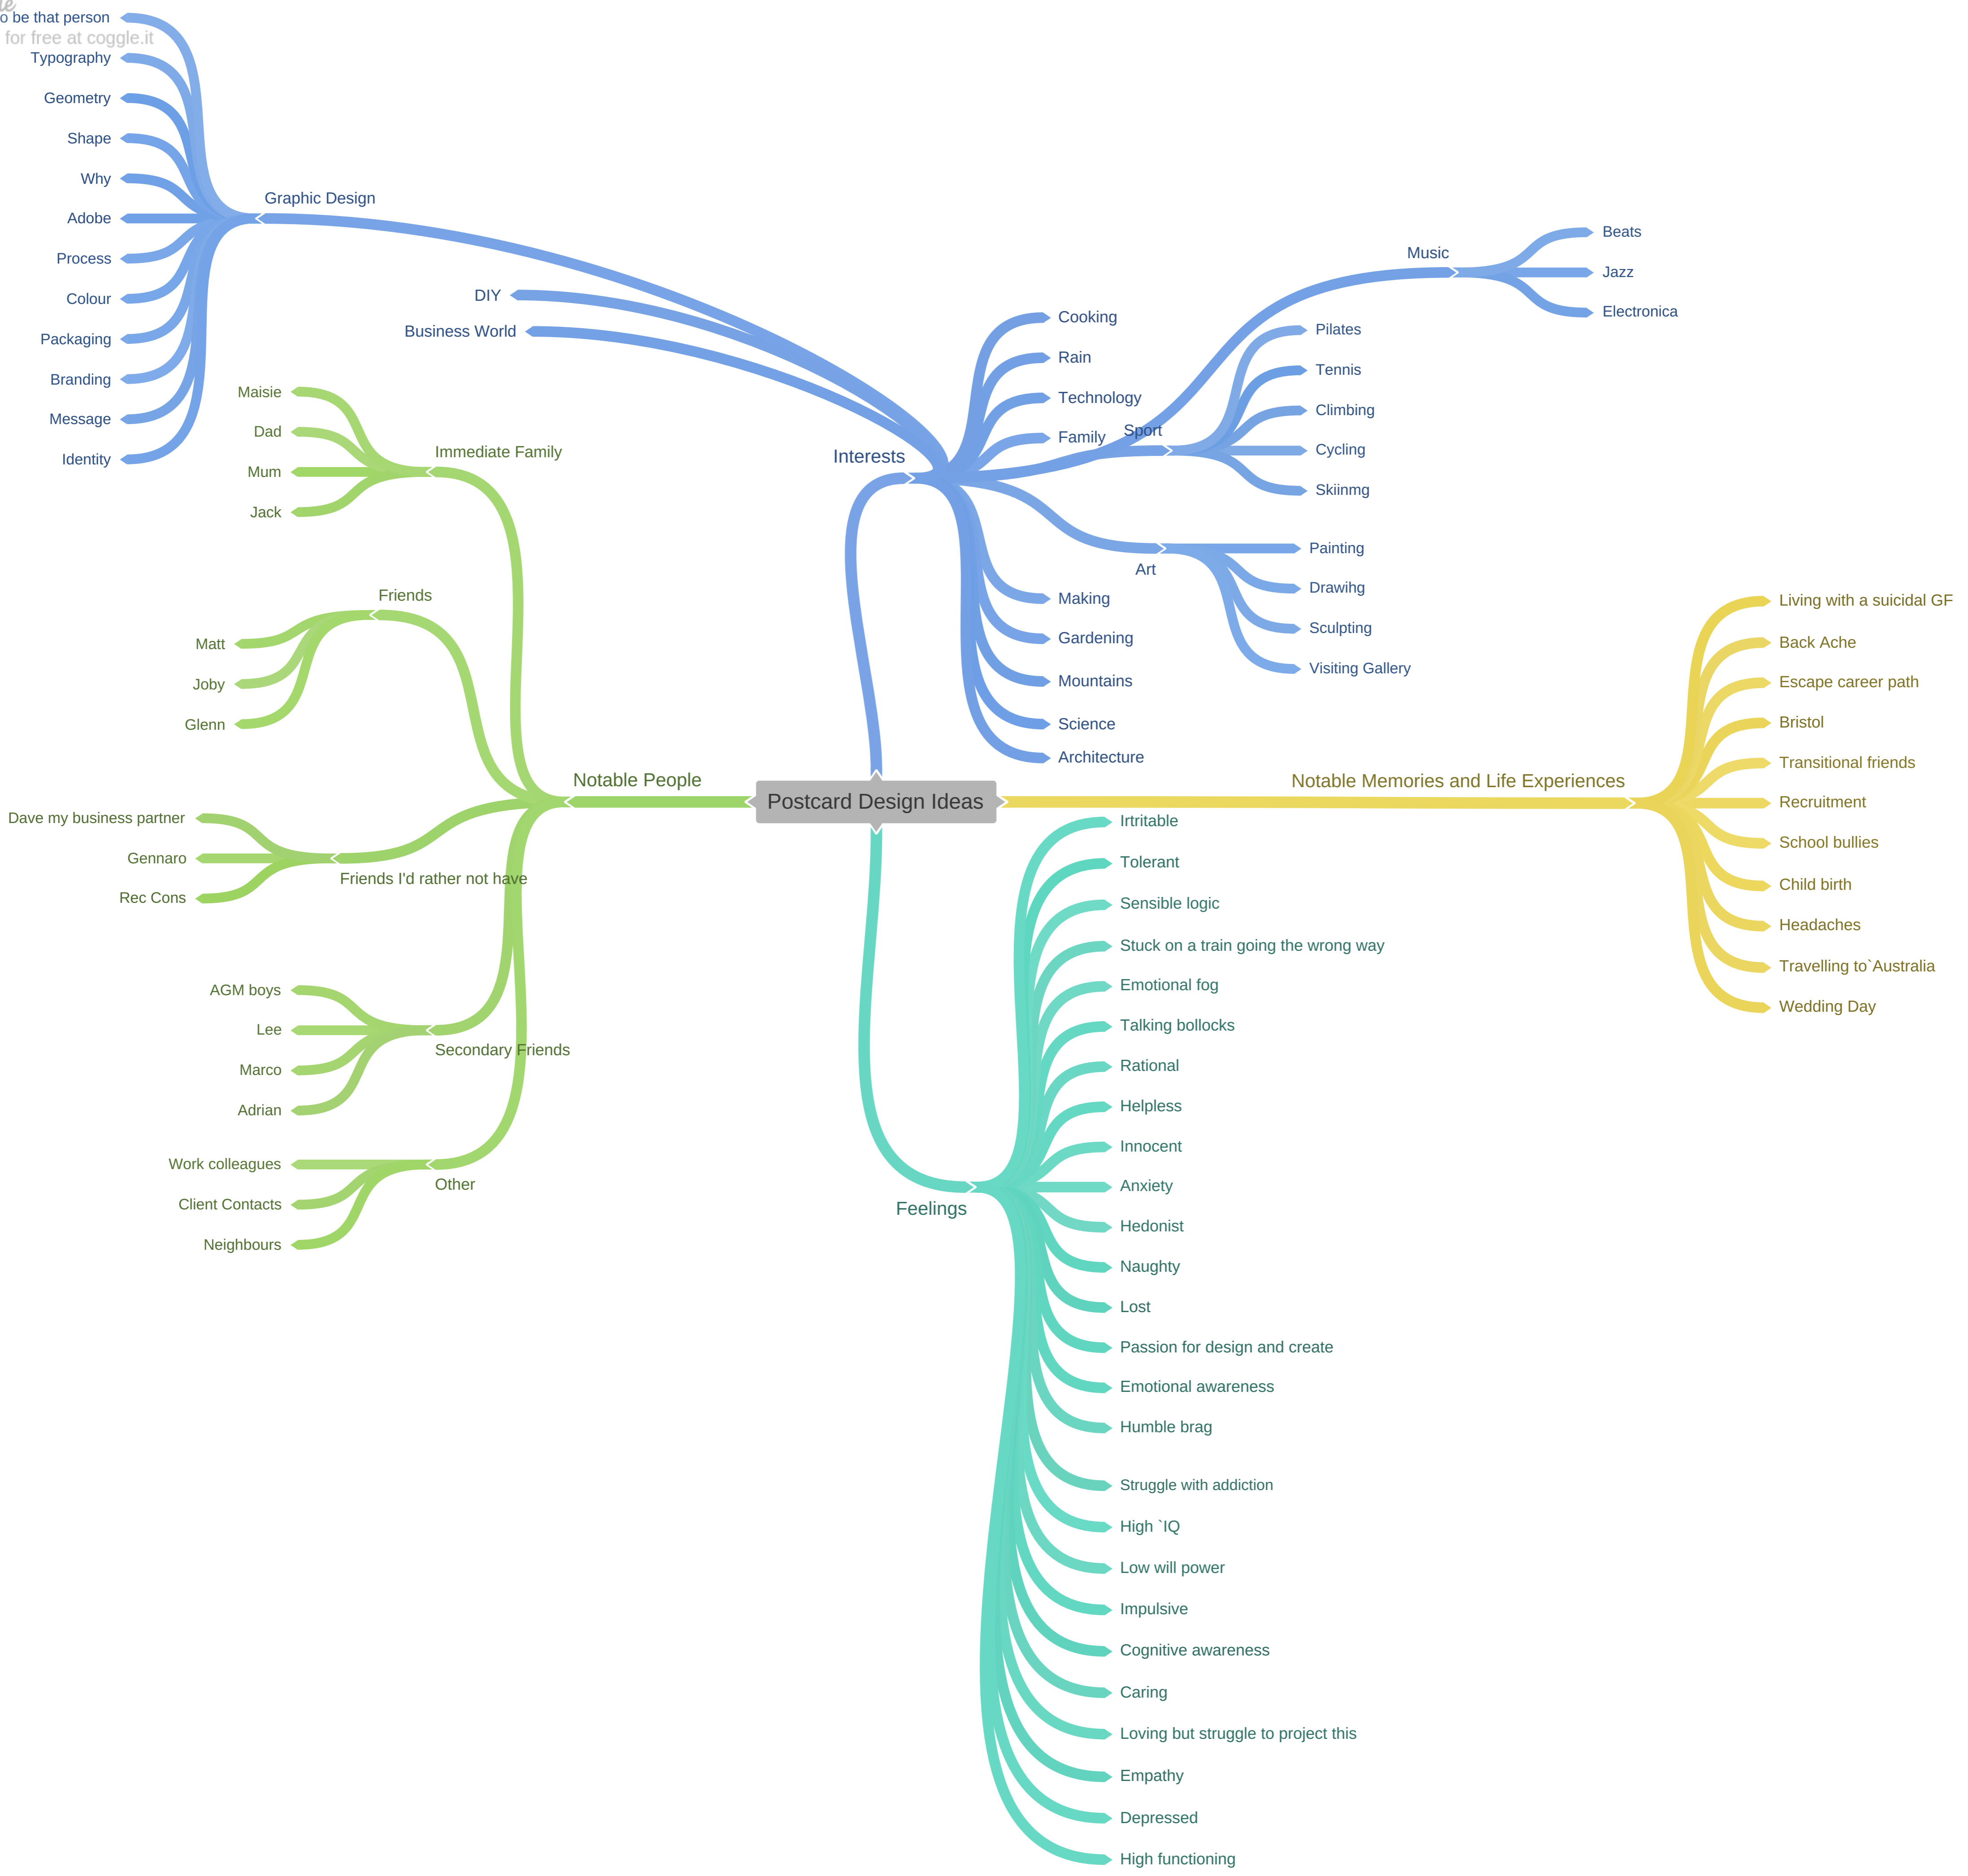 o be that person
for free at coggle.it
Typography
Geometry
Shape
Why
Adobe
Process
Colour
Packaging
Branding
Message
Identity
Graphic Design
DIY
Business World
Interests
Cooking
Rain
Technology
Family
Sport
Pilates
Tennis
Climbing
Cycling
Skiinmg
Music
Beats
Jazz
Electronica
Art
Painting
Drawihg
Sculpting
Visiting Gallery
Making
Gardening
Mountains
Science
Architecture
Maisie
Dad
Mum
Jack
Immediate Family
Friends
Matt
Joby
Glenn
Notable People
Dave my business partner
Gennaro
Rec Cons
Friends I'd rather not have
AGM boys
Lee
Marco
Adrian
Secondary Friends
Work colleagues
Client Contacts
Neighbours
Other
Postcard Design Ideas
Notable Memories and Life Experiences
Living with a suicidal GF
Back Ache
Escape career path
Bristol
Transitional friends
Recruitment
School bullies
Child birth
Headaches
Travelling to`Australia
Wedding Day
Feelings
Irtritable
Tolerant
Sensible logic
Stuck on a train going the wrong way
Emotional fog
Talking bollocks
Rational
Helpless
Innocent
Anxiety
Hedonist
Naughty
Lost
Passion for design and create
Emotional awareness
Humble brag
Struggle with addiction
High `IQ
Low will power
Impulsive
Cognitive awareness
Caring
Loving but struggle to project this
Empathy
Depressed
High functioning